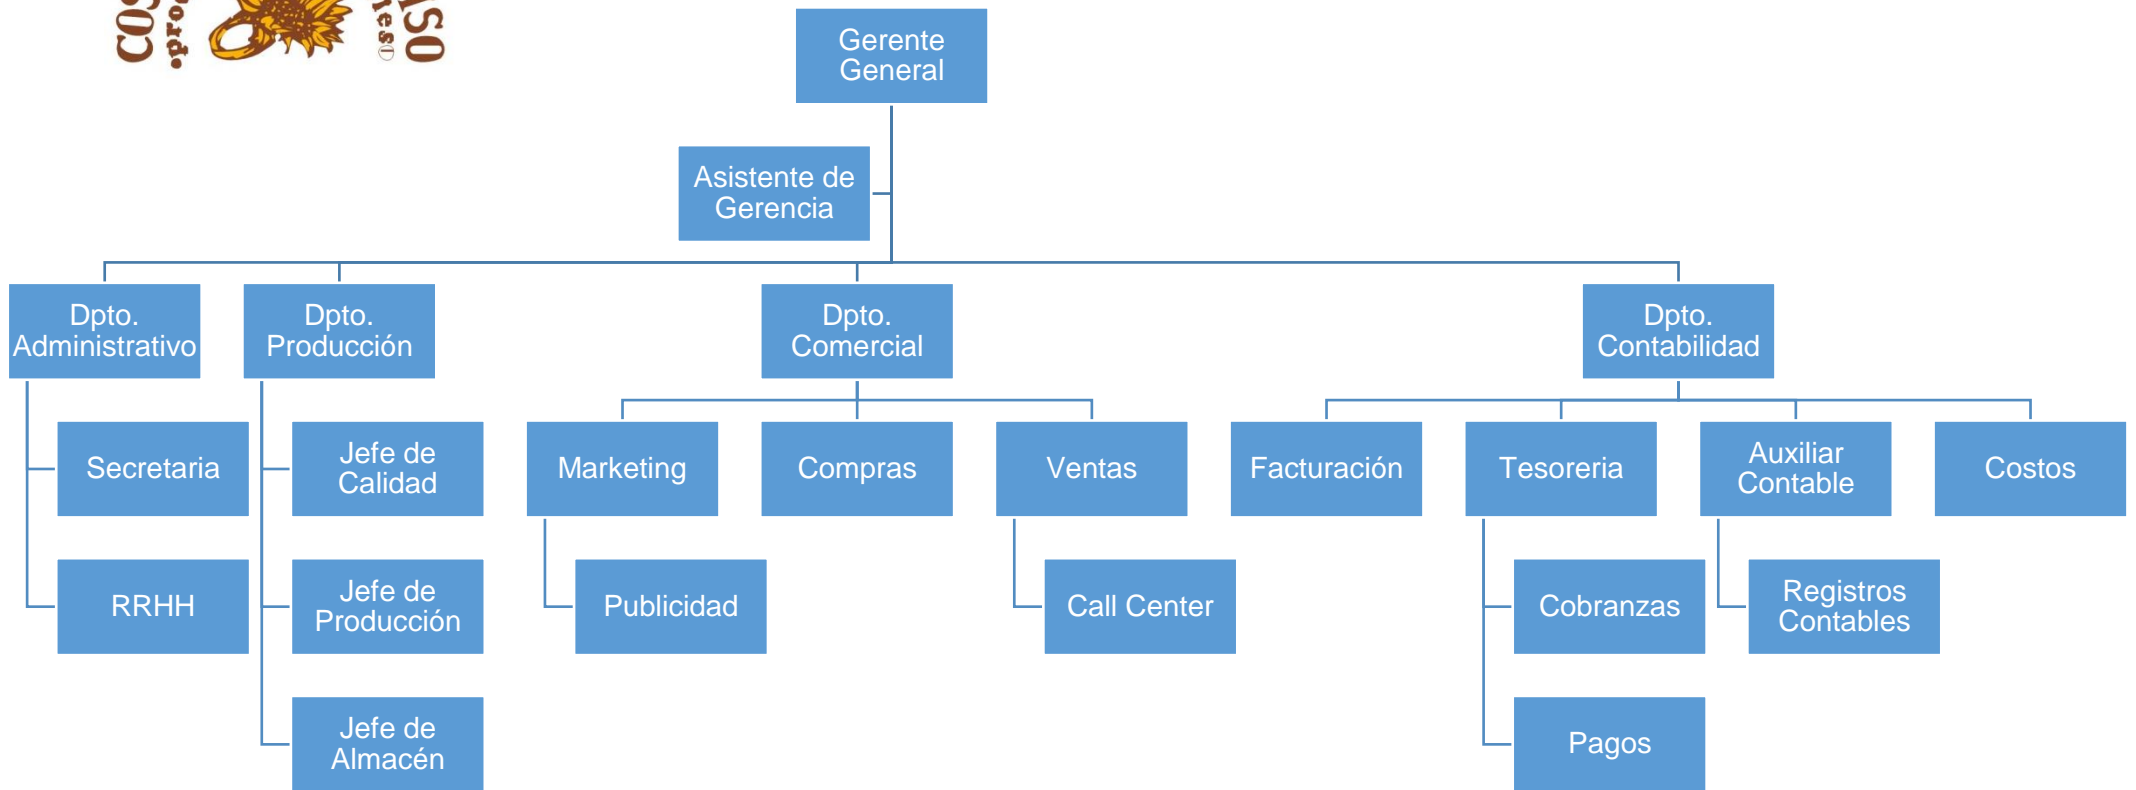 Gerente
General
Asistente de
Gerencia
Dpto.
Administrativo
Dpto.
Producción
Dpto.
Comercial
Dpto.
Contabilidad
Secretaria
Jefe de
Calidad
Marketing
Compras
Ventas
Facturación
Tesoreria
Auxiliar
Contable
Costos
RRHH
Jefe de
Producción
Publicidad
Call Center
Cobranzas
Registros
Contables
Jefe de
Almacén
Pagos